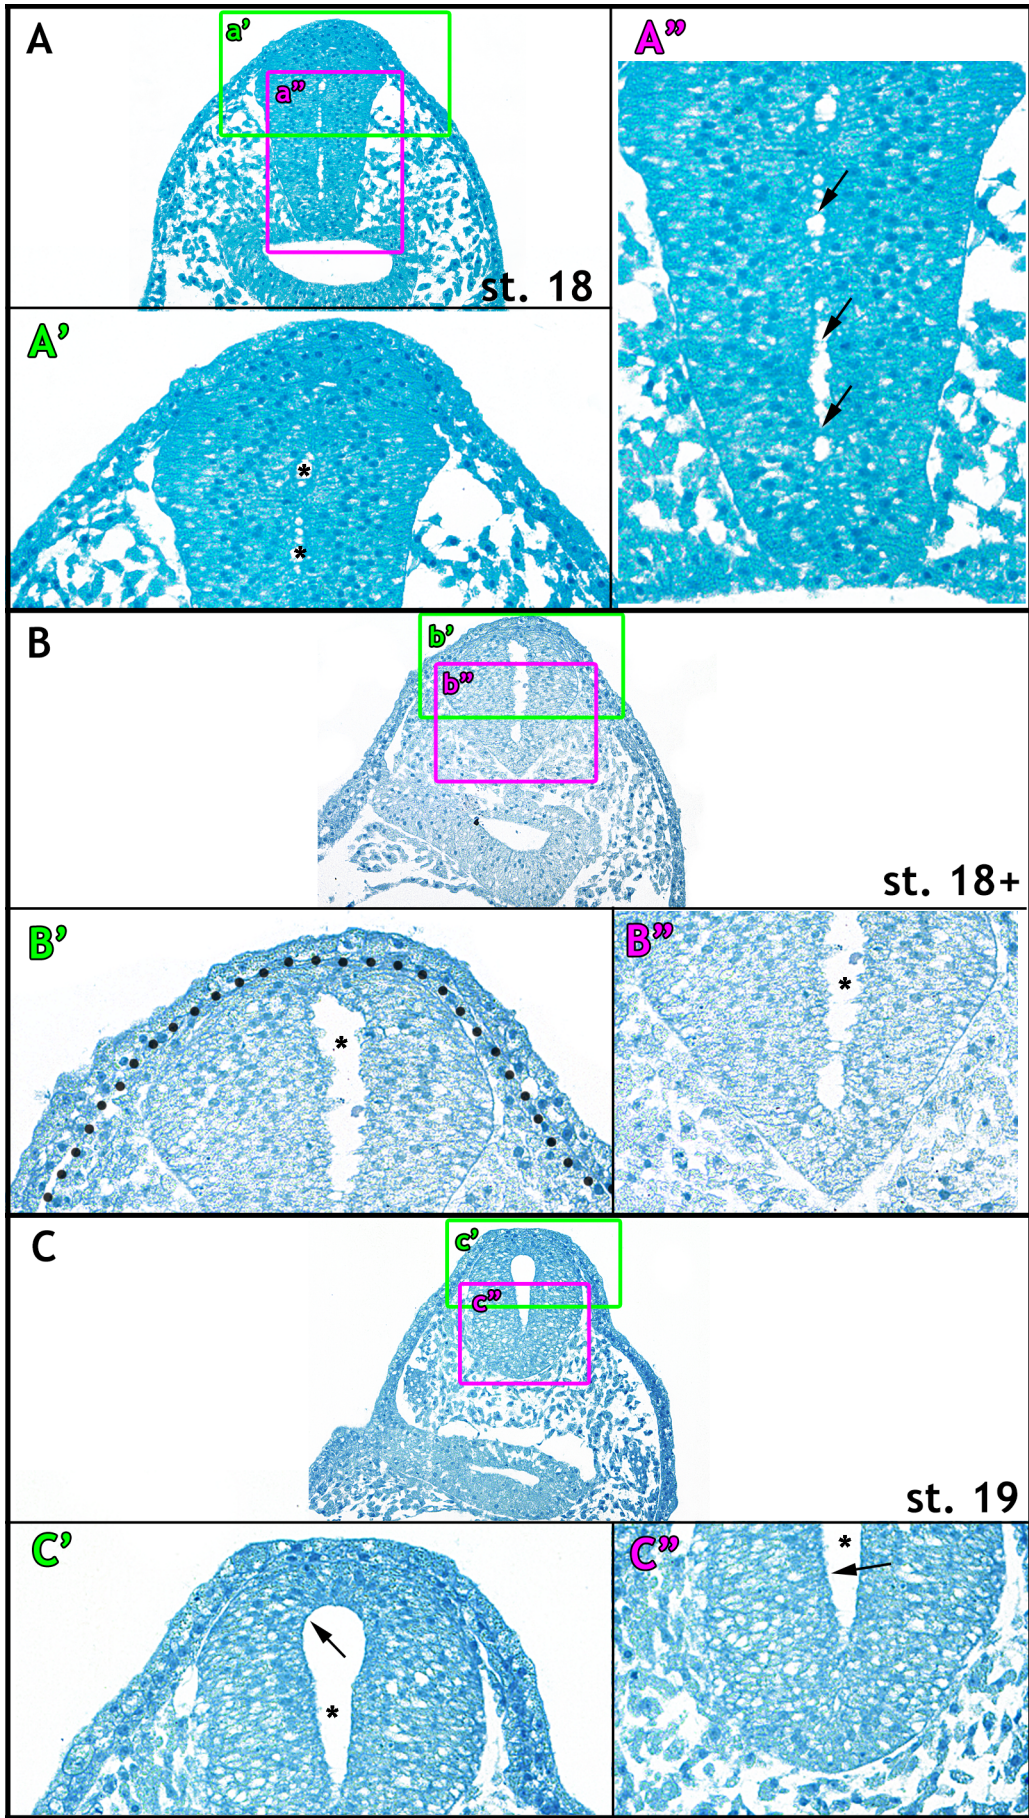 A
a’
a”
st. 18
A”
A’
*
*
B
b’
b”
st. 18+
B’
*
B”
*
C
c’
c”
st. 19
C’
*
C”
*